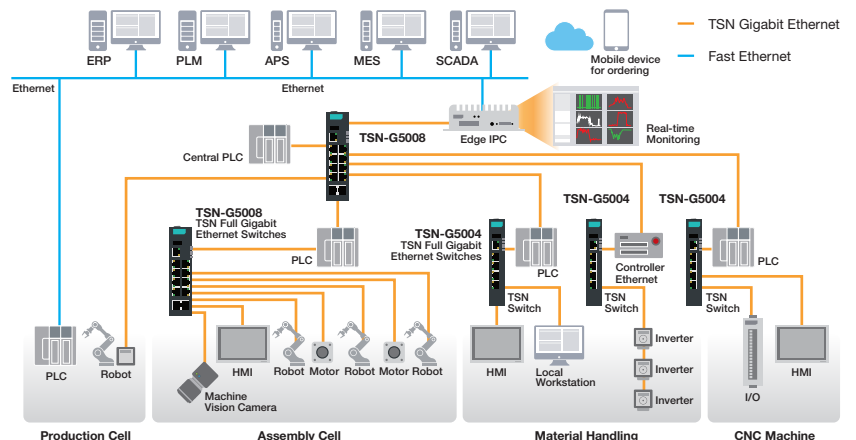 TSN Gigabit Ethernet
Fast Ethernet
ERP
PLM
APS
MES
SCADA
Mobile device
for ordering
Ethernet
Ethernet
TSN-G5008
Edge IPC
Real-time
Monitoring
Central PLC
TSN-G5008
TSN Full Gigabit
Ethernet Switches
PLC
TSN-G5004
TSN Full Gigabit
Ethernet Switches
PLC
TSN-G5004
Controller
Ethernet
TSN-G5004
PLC
TSN
Switch
TSN
Switch
TSN
Switch
PLC
Robot
Machine
Vision Camera
HMI
Robot
Motor
Robot
Motor
Robot
HMI
Local
Workstation
Inverter
Inverter
Inverter
I/O
HMI
Production Cell
Assembly Cell
Material Handling
CNC Machine